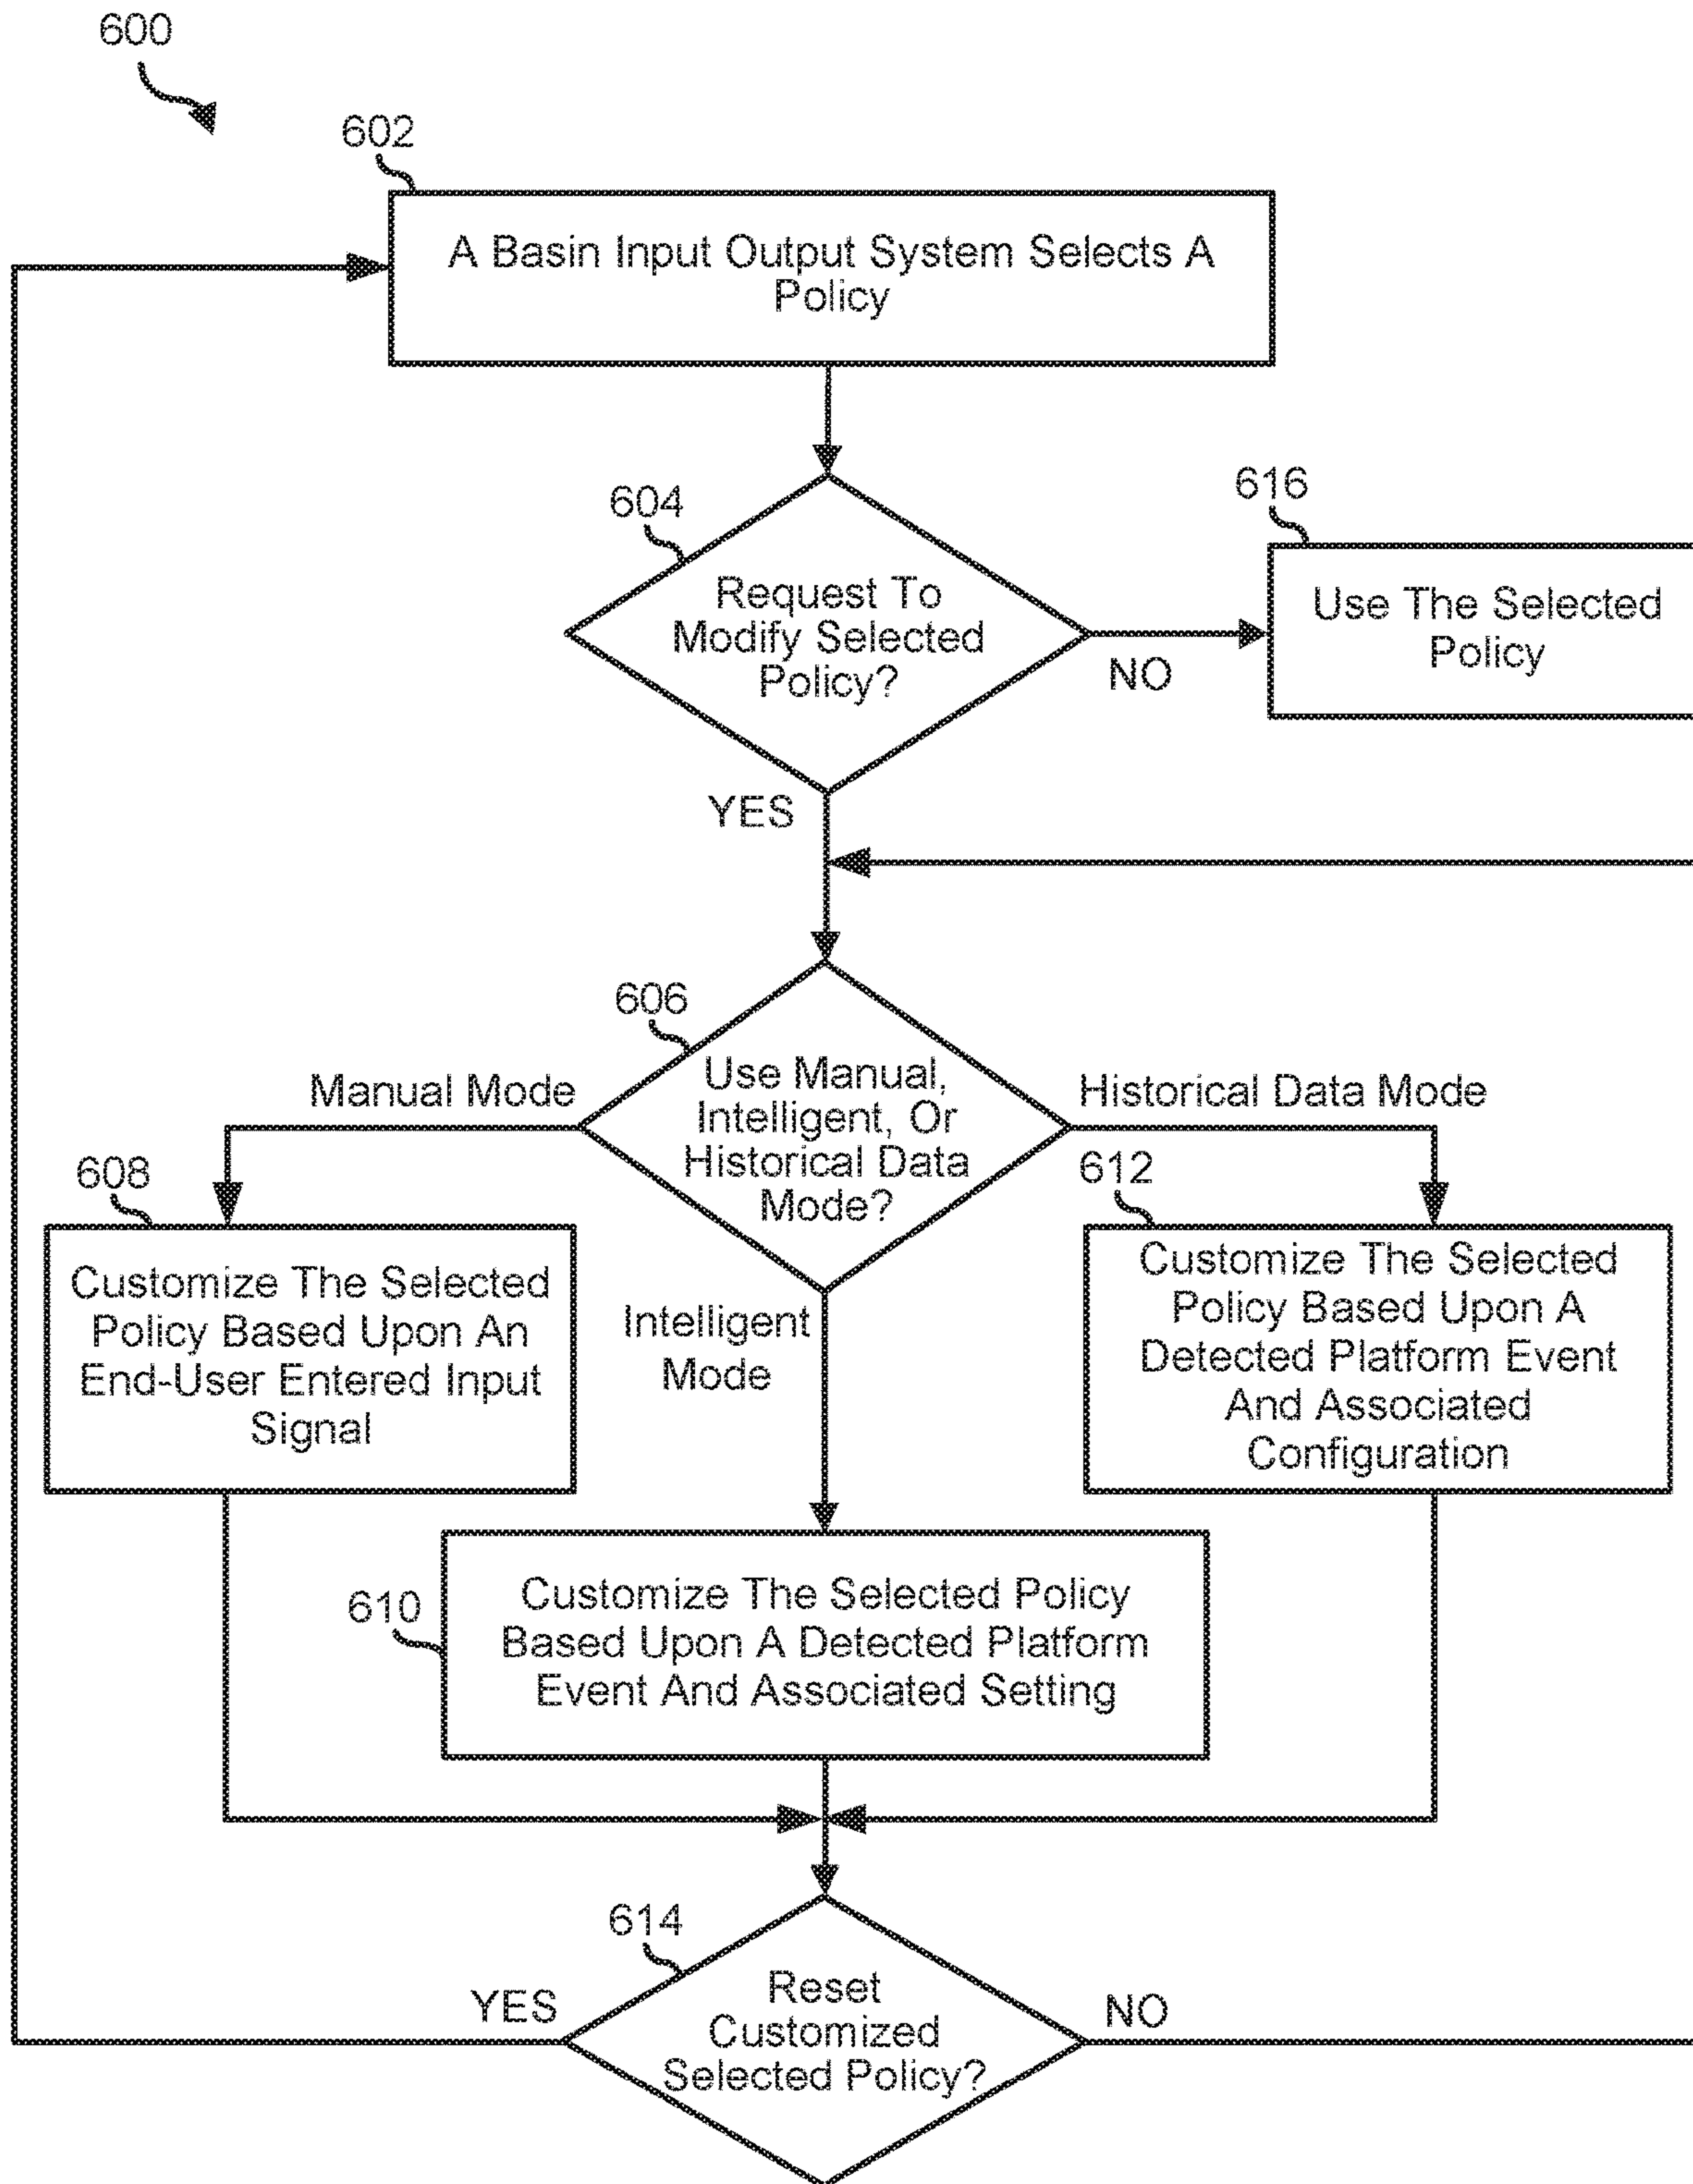 600
602
A Basin Input Output System Selects A
Policy
604
Request To
Modify Selected
Policy?
NO
616
Use The Selected
Policy
YES
606
Use Manual,
Intelligent, Or
Historical Data
Mode?
Manual Mode
Historical Data Mode
608
Customize The Selected
Policy Based Upon An
End-User Entered Input
Signal
Intelligent
Mode
612
Customize The Selected
Policy Based Upon A
Detected Platform Event
And Associated
Configuration
610
Customize The Selected Policy
Based Upon A Detected Platform
Event And Associated Setting
614
Reset
Customized
Selected Policy?
YES
NO